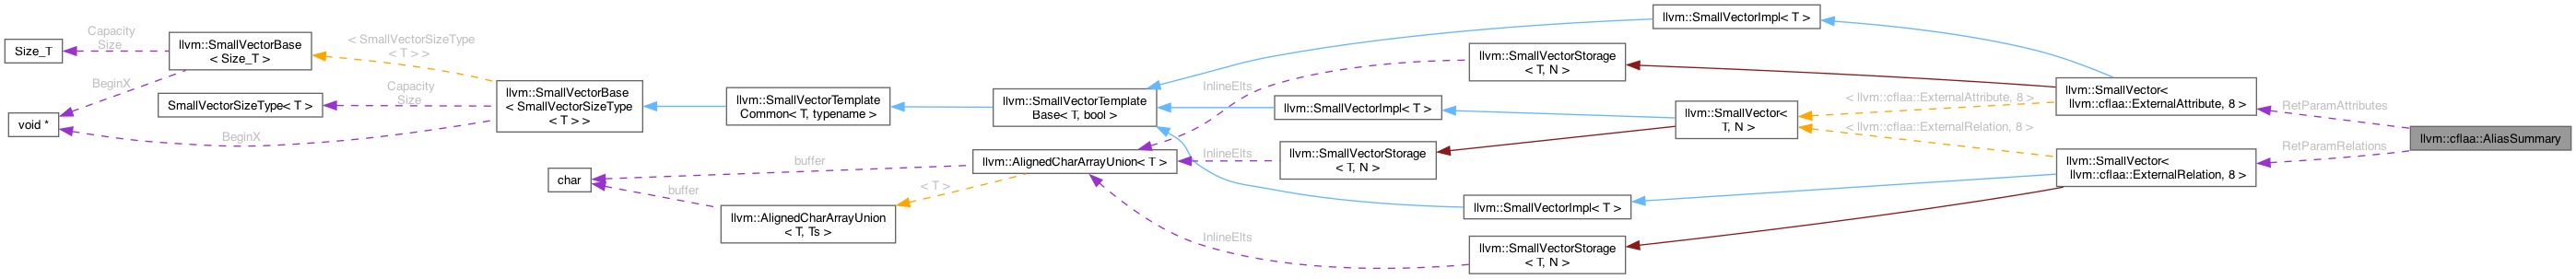 Size_T
Capacity
Size
llvm::SmallVectorBase
< Size_T >
BeginX
SmallVectorSizeType< T >
void *
< SmallVectorSizeType
< T > >
Capacity
Size
BeginX
llvm::SmallVectorBase
< SmallVectorSizeType
< T > >
llvm::SmallVectorTemplate
Common< T, typename >
char
buffer
buffer
llvm::AlignedCharArrayUnion
< T, Ts >
< T >
llvm::SmallVectorTemplate
Base< T, bool >
llvm::AlignedCharArrayUnion< T >
InlineElts
InlineElts
InlineElts
llvm::SmallVectorImpl< T >
llvm::SmallVectorStorage
< T, N >
llvm::SmallVectorImpl< T >
llvm::SmallVectorStorage
< T, N >
llvm::SmallVectorImpl< T >
llvm::SmallVectorStorage
< T, N >
llvm::SmallVector<
T, N >
< llvm::cflaa::ExternalAttribute, 8 >
< llvm::cflaa::ExternalRelation, 8 >
llvm::SmallVector<
llvm::cflaa::ExternalAttribute, 8 >
llvm::SmallVector<
llvm::cflaa::ExternalRelation, 8 >
RetParamAttributes
RetParamRelations
llvm::cflaa::AliasSummary